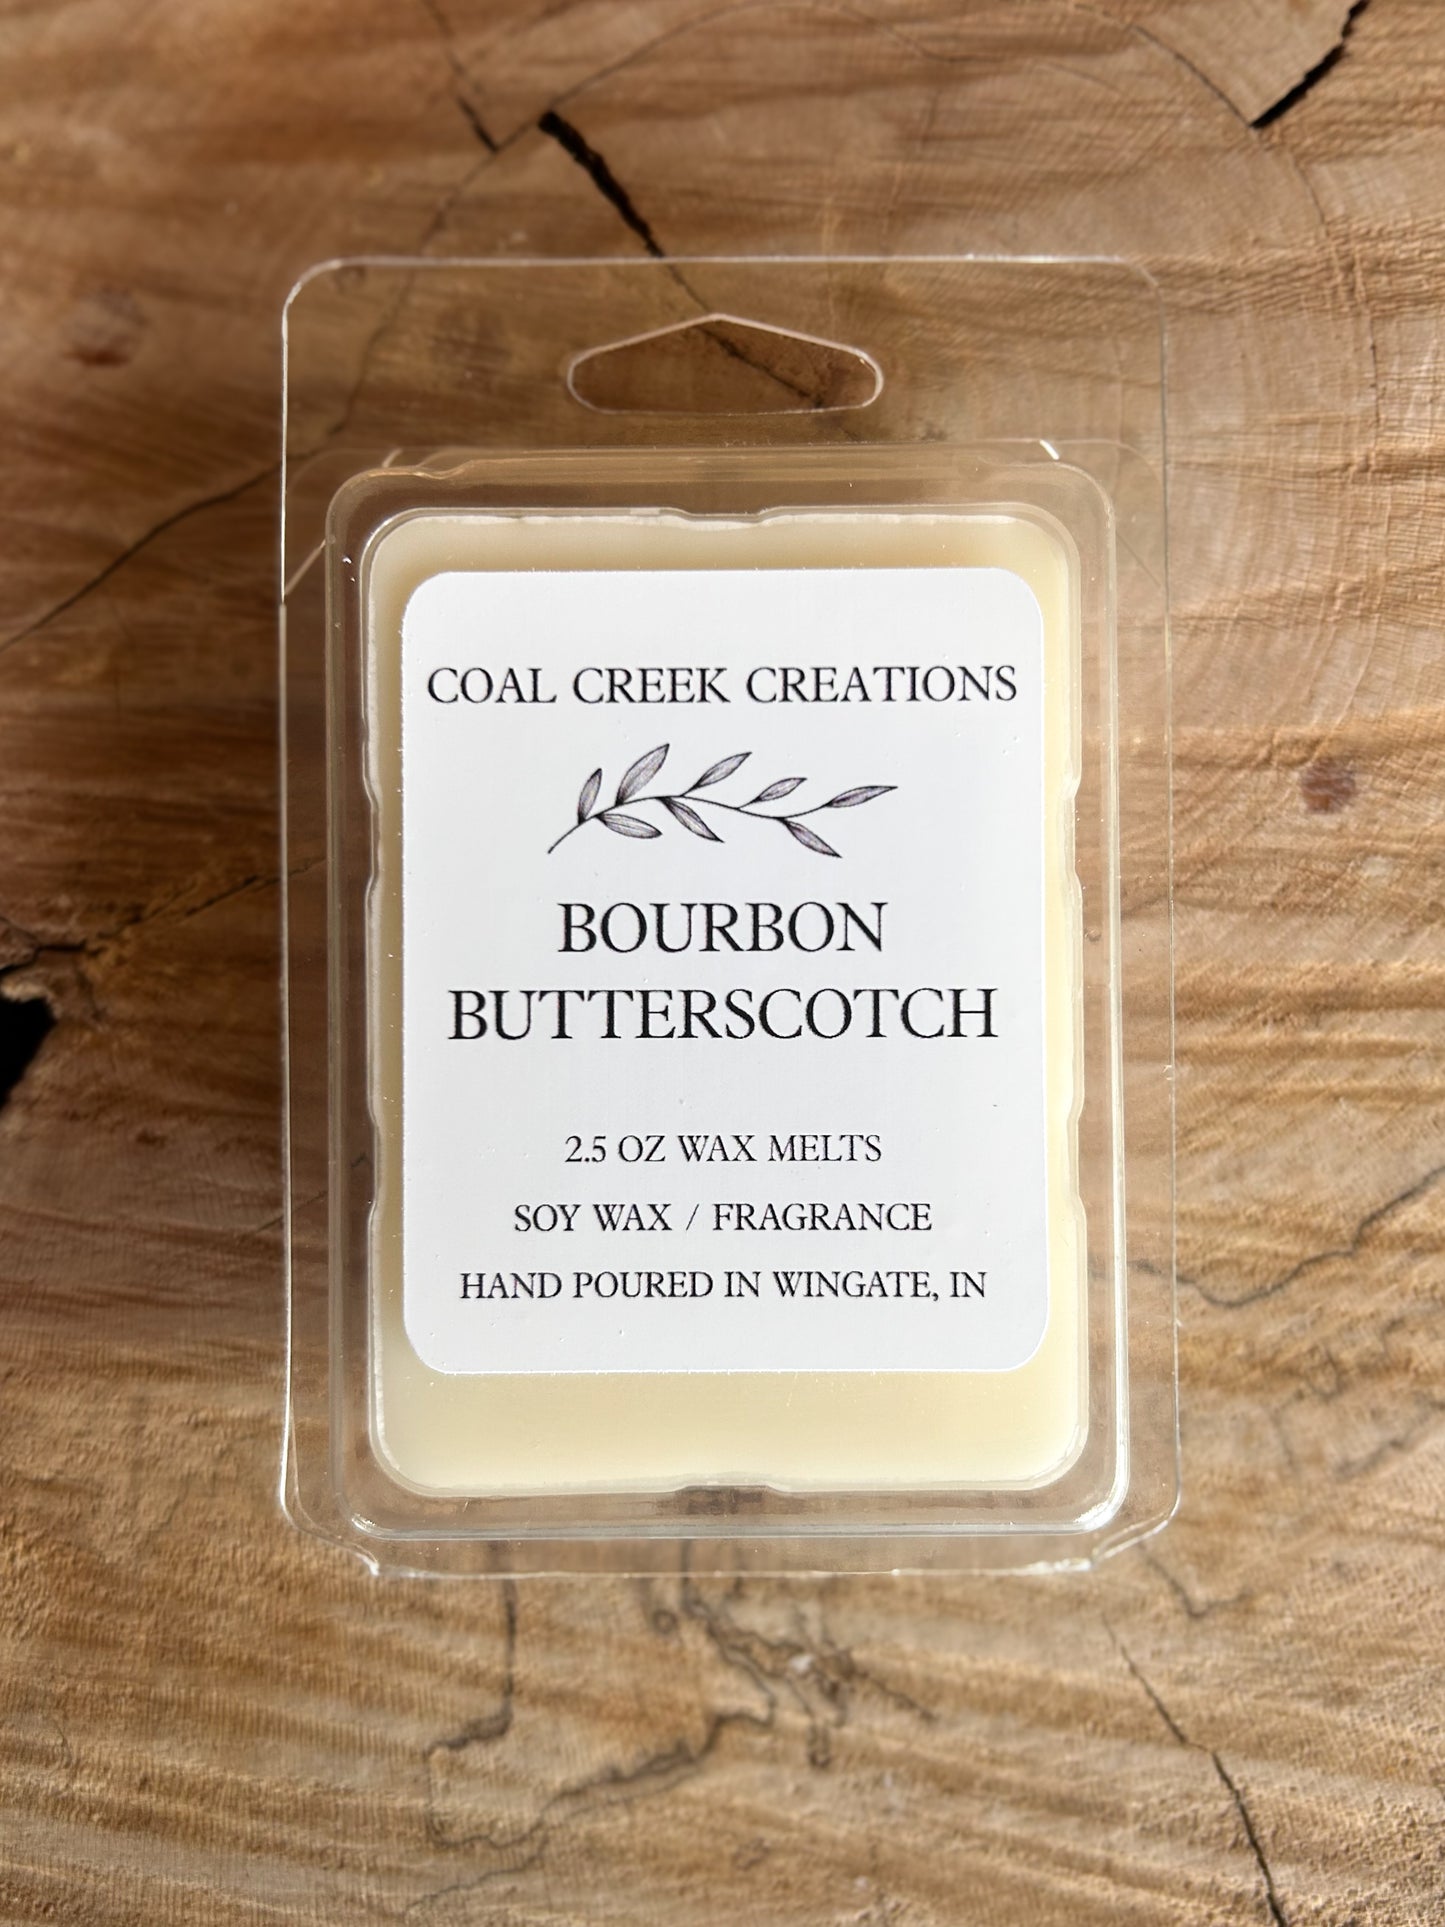 COAL CREEK CREATIONS
BOURBON
BUTTERSCOTCH
2.5 OZ WAX MELTS
SOY WAX / FRAGRANCE
HAND POURED IN WINGATE, IN